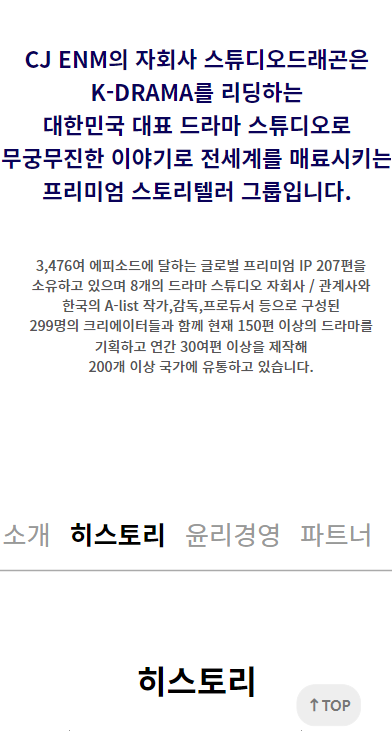 CJ ENM의 자회사 스튜디오드래곤은
K-DRAMA를 리딩하는
대한민국 대표 드라마 스튜디오로
무궁무진한 이야기로 전세계를 매료시키는
프리미엄 스토리텔러 그룹입니다.
3,476여 에피소드에 달하는 글로벌 프리미엄 IP 207편을
소유하고 있으며 8개의 드라마 스튜디오 자회사 / 관계사와
한국의 A-list 작가,감독,프로듀서 등으로 구성된
299명의 크리에이터들과 함께 현재 150편 이상의 드라마를
기획하고 연간 30여편 이상을 제작해
200개 이상 국가에 유통하고 있습니다.
소개 히스토리 윤리경영 파트너
히스토리
↑TOP